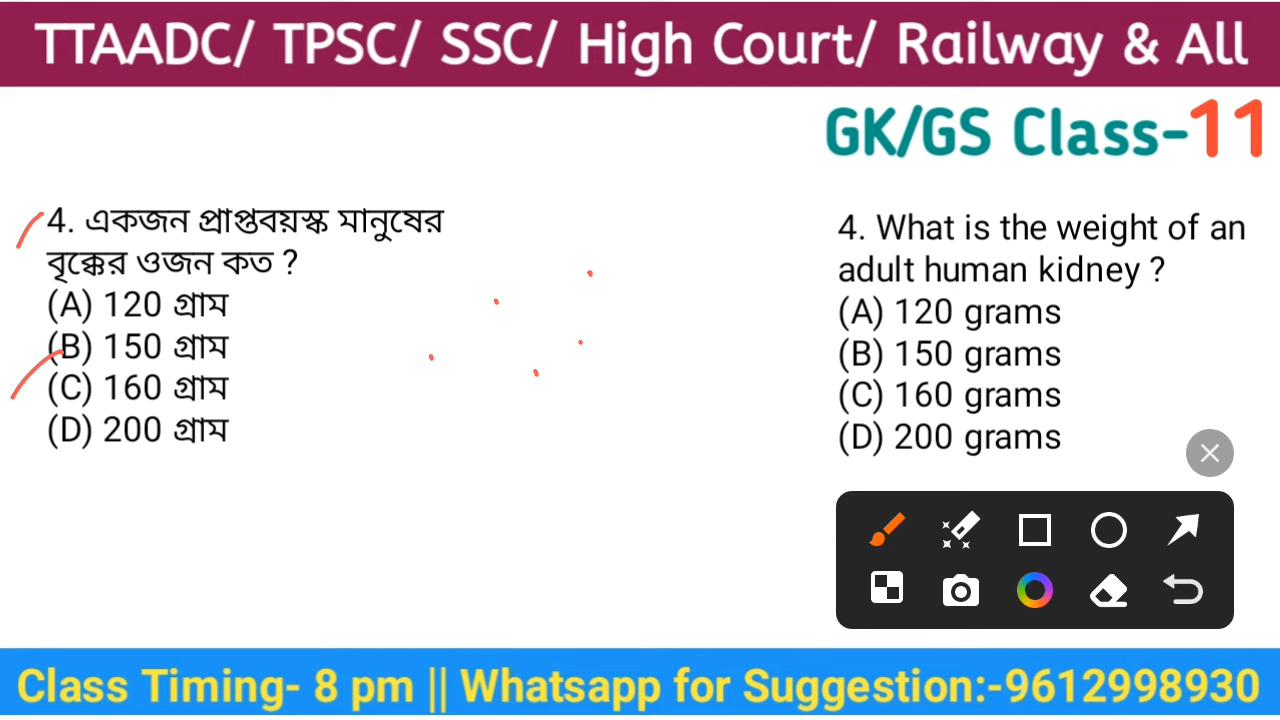 TTAADC/ TPSC/ SSC/ High Court/ Railway & All
GK/GS Class-11
4. একজন প্রাপ্তবয়স্ক মানুষের
বৃক্কের ওজন কত ?
(A) 120 গ্রাম
(B) 150 গ্রাম
(C) 160 গ্রাম
(D) 200 গ্রাম
4. What is the weight of an
adult human kidney ?
(A) 120 grams
(B) 150 grams
(C) 160 grams
(D) 200 grams
Class Timing- 8 pm || Whatsapp for Suggestion:-9612998930